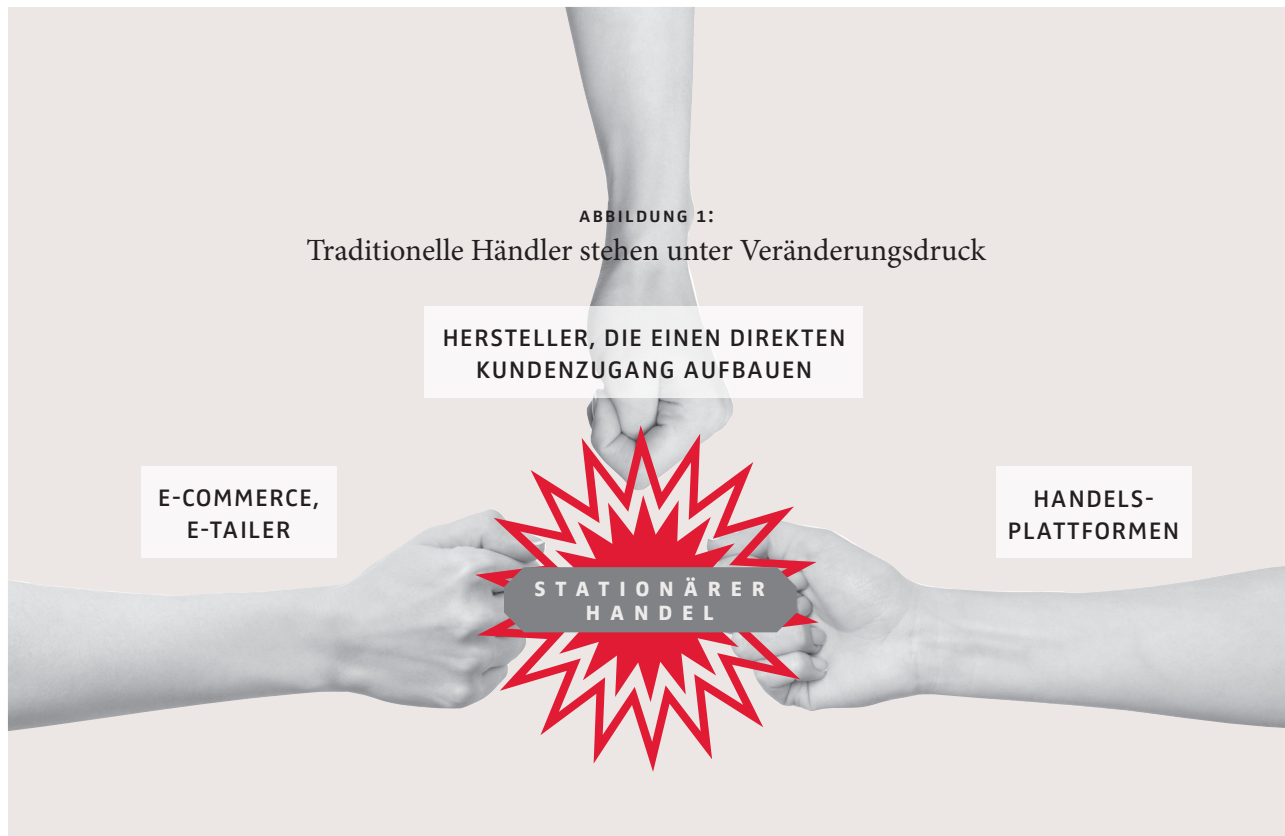 ABBILDUNG 1:
Traditionelle Händler stehen unter Veränderungsdruck
HERSTELLER, DIE EINEN DIREKTEN
KUNDENZUGANG AUFBAUEN
E-COMMERCE,
E-TAILER
HANDELS-
PLATTFORMEN
STATIONÄRER
HANDEL